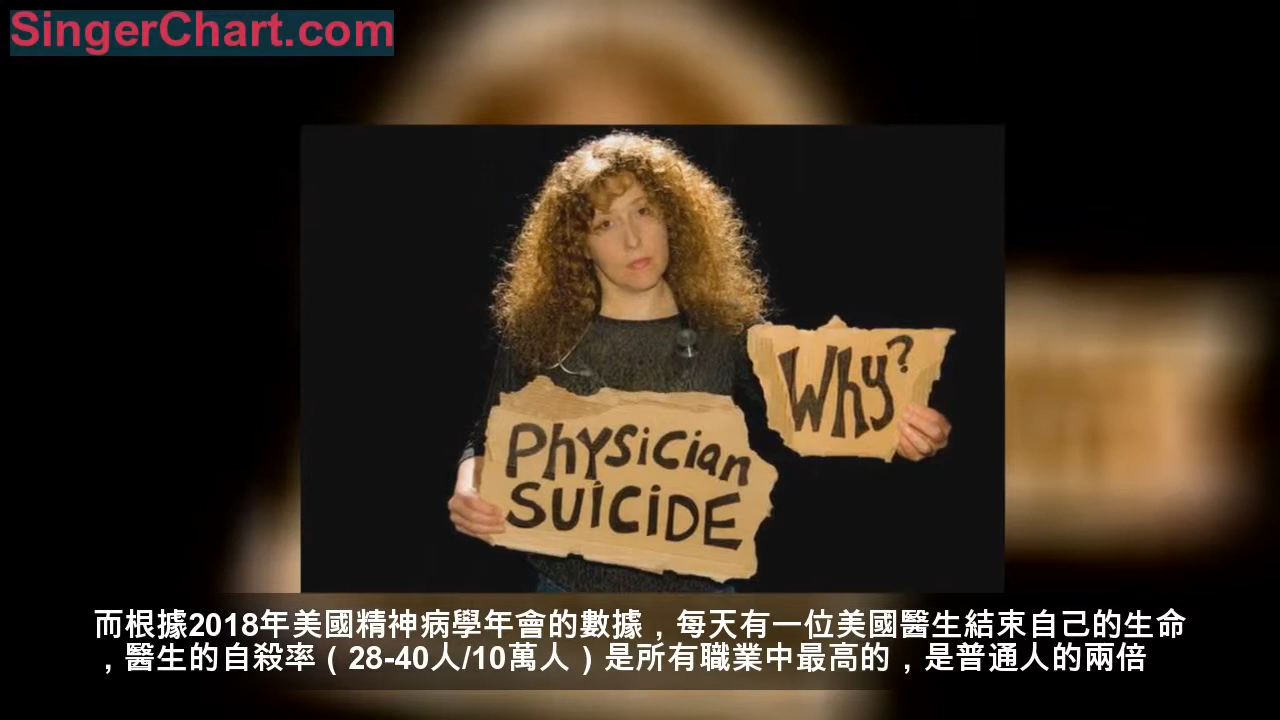 SingerChart.com
Why?
Physician
SUICIDE
而根據2018年美國精神病學年會的數據，每天有一位美國醫生結束自己的生命
，醫生的自殺率（28-40人/10萬人）是所有職業中最高的，是普通人的兩倍